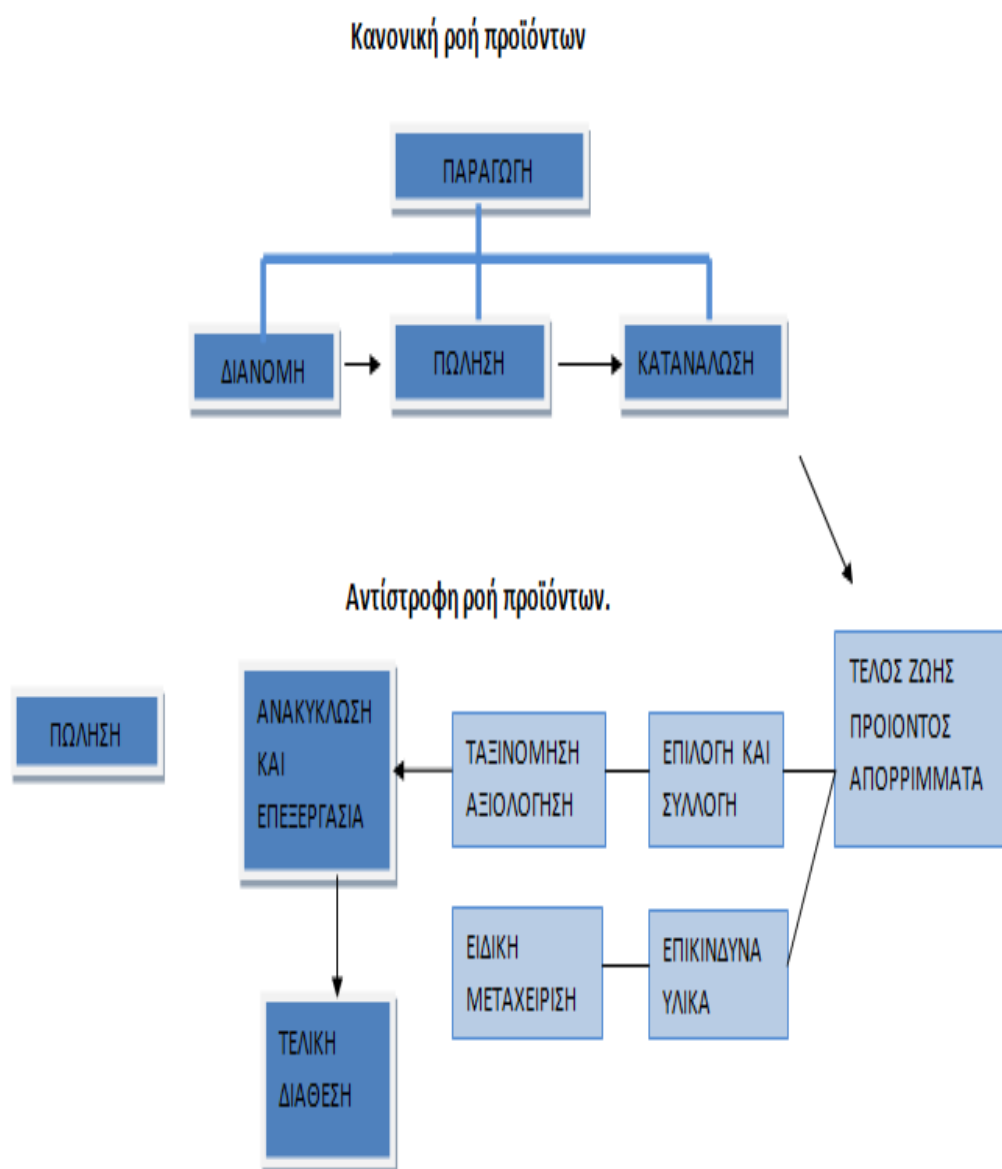 Κανονική ροή προϊόντων
ΠΑΡΑΓΩΓΗ
ΔΙΑΝΟΜΗ
ΠΩΛΗΣΗ
ΚΑΤΑΝΑΛΩΣΗ
Αντίστροφη ροή προϊόντων.
ΠΩΛΗΣΗ
ΑΝΑΚΥΚΛΩΣΗ
ΚΑΙ
ΕΠΕΞΕΡΓΑΣΙΑ
ΤΑΞΙΝΟΜΗΣΗ
ΑΞΙΟΛΟΓΗΣΗ
ΕΠΙΛΟΓΗ ΚΑΙ
ΣΥΛΛΟΓΗ
ΤΕΛΟΣ ΖΩΗΣ
ΠΡΟΙΟΝΤΟΣ
ΑΠΟΡΡΙΜΜΑΤΑ
ΕΙΔΙΚΗ
ΜΕΤΑΧΕΙΡΙΣΗ
ΕΠΙΚΙΝΔΥΝΑ
ΥΛΙΚΑ
ΤΕΛΙΚΗ
ΔΙΑΘΕΣΗ